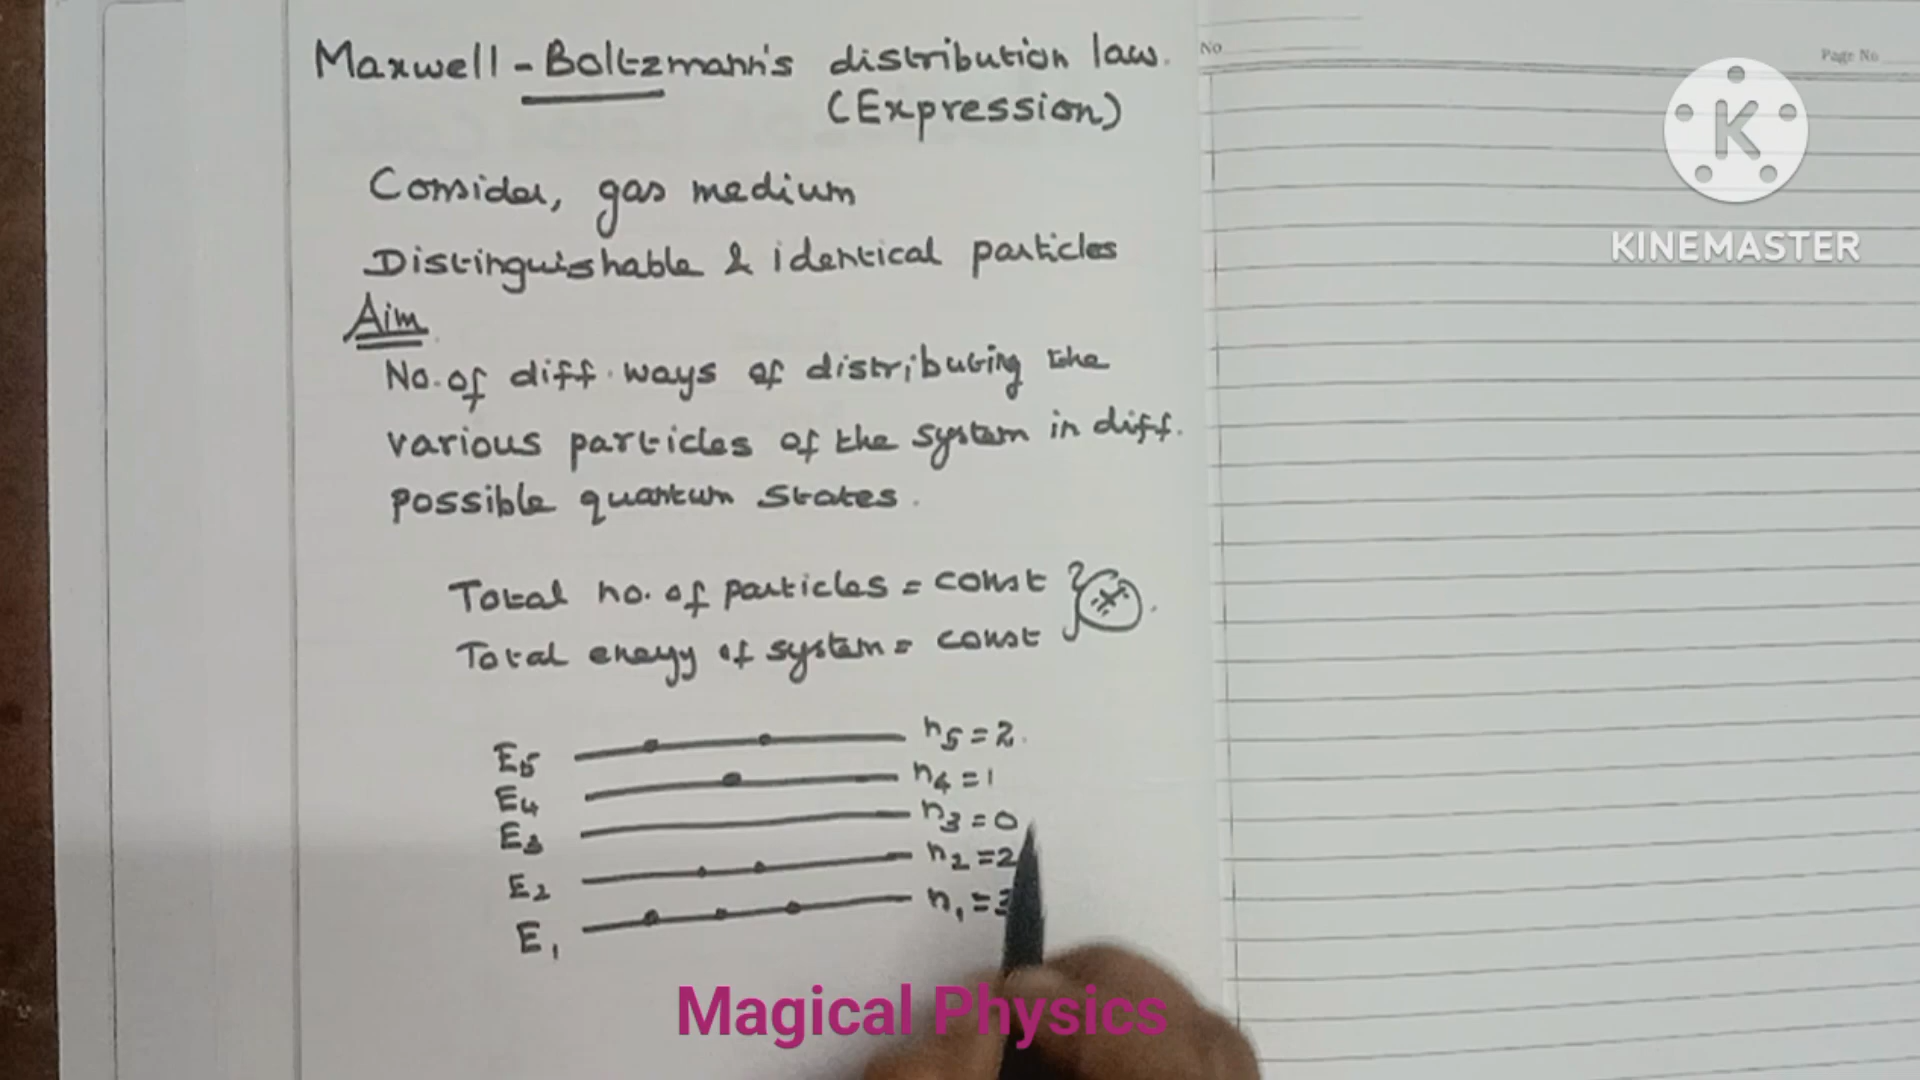 Maxwell-Boltzmann's distribution law.
(Expression)
Consider, gas medium
Distinguishable & identical particles
Aim
No. of diff. ways of distributing the
various particles of the system in diff.
possible quantum states.
Total no. of particles = const
Total energy of system = const
E5 n5 = 2.
E4 n4 = 1
E3 n3 = 0
E2 n2 = 2
E1 n1 = 3
No
Page No
KINEMASTER
Magical Physics